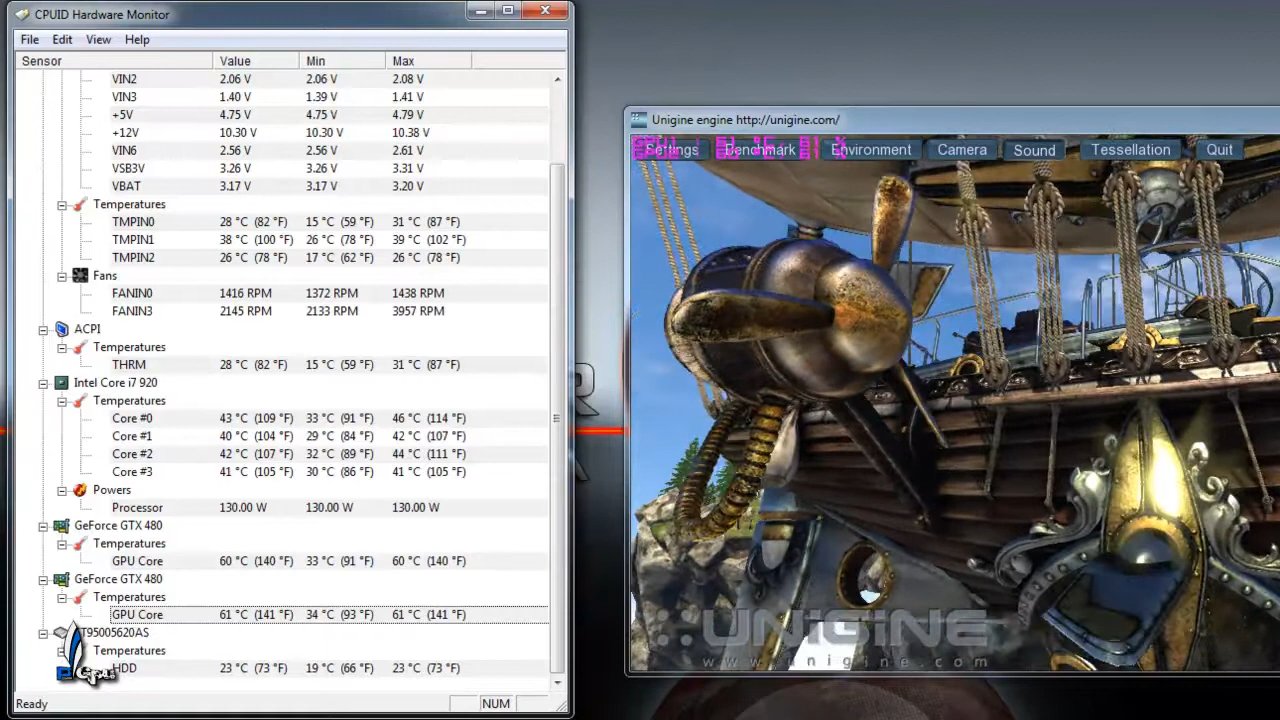 CPUID Hardware Monitor
File Edit View Help
Sensor Value Min Max
VIN2 2.06 V 2.06 V 2.08 V
VIN3 1.40 V 1.39 V 1.41 V
+5V 4.75 V 4.75 V 4.79 V
+12V 10.30 V 10.30 V 10.38 V
VIN6 2.56 V 2.56 V 2.61 V
VSB3V 3.26 V 3.26 V 3.31 V
VBAT 3.17 V 3.17 V 3.20 V
Temperatures
TMPIN0 28 °C (82 °F) 15 °C (59 °F) 31 °C (87 °F)
TMPIN1 38 °C (100 °F) 26 °C (78 °F) 39 °C (102 °F)
TMPIN2 26 °C (78 °F) 17 °C (62 °F) 26 °C (78 °F)
Fans
FANIN0 1416 RPM 1372 RPM 1438 RPM
FANIN3 2145 RPM 2133 RPM 3957 RPM
ACPI
Temperatures
THRM 28 °C (82 °F) 15 °C (59 °F) 31 °C (87 °F)
Intel Core i7 920
Temperatures
Core #0 43 °C (109 °F) 33 °C (91 °F) 46 °C (114 °F)
Core #1 40 °C (104 °F) 29 °C (84 °F) 42 °C (107 °F)
Core #2 42 °C (107 °F) 32 °C (89 °F) 44 °C (111 °F)
Core #3 41 °C (105 °F) 30 °C (86 °F) 41 °C (105 °F)
Powers
Processor 130.00 W 130.00 W 130.00 W
GeForce GTX 480
Temperatures
GPU Core 60 °C (140 °F) 33 °C (91 °F) 60 °C (140 °F)
GeForce GTX 480
Temperatures
GPU Core 61 °C (141 °F) 34 °C (93 °F) 61 °C (141 °F)
T95005620AS
Temperatures
HDD 23 °C (73 °F) 19 °C (66 °F) 23 °C (73 °F)
Ready NUM
Unigine engine http://unigine.com/
Settings Benchmark Environment Camera Sound Tessellation Quit
UNIGINE
www.unigine.com